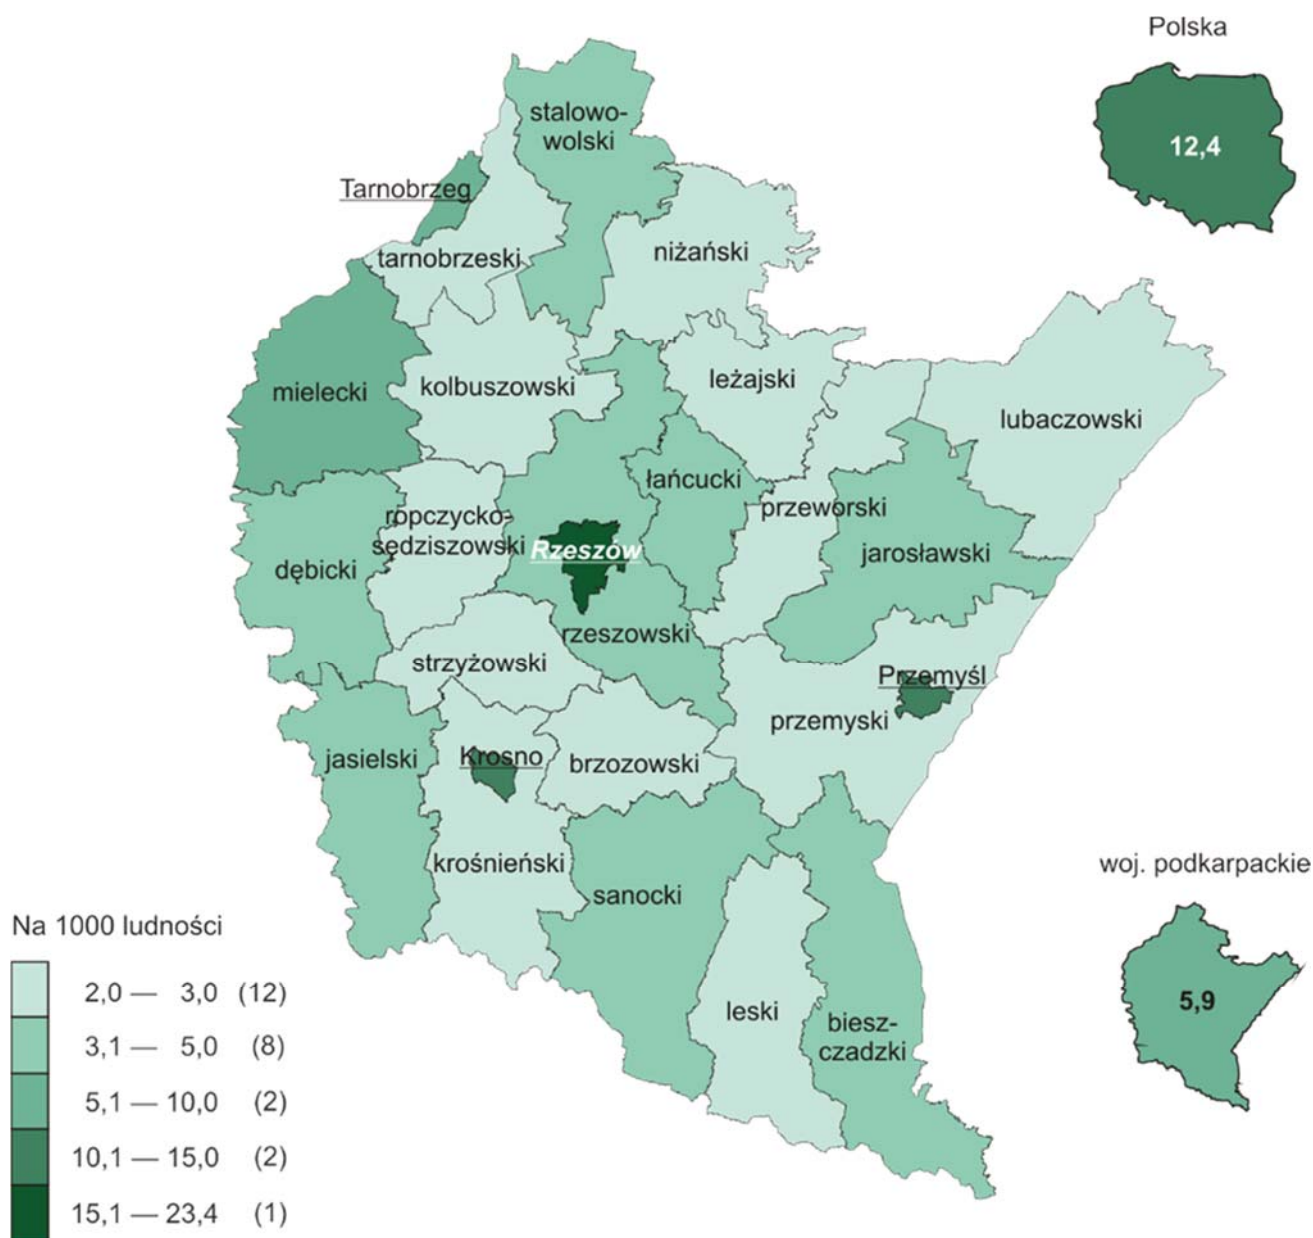 Polska
12,4
stalowo-
wolski
Tarnobrzeg
tarnobrzeski
niżański
mielecki
kolbuszowski
leżajski
lubaczowski
łańcucki
przeworski
ropczycko-
sędziszowski
Rzeszów
jarosławski
dębicki
rzeszowski
strzyżowski
Przemyśl
przemyski
jasielski
Krosno
brzozowski
krośnieński
sanocki
leski
biesz-
czadzki
woj. podkarpackie
5,9
Na 1000 ludności
2,0 — 3,0 (12)
3,1 — 5,0 (8)
5,1 — 10,0 (2)
10,1 — 15,0 (2)
15,1 — 23,4 (1)